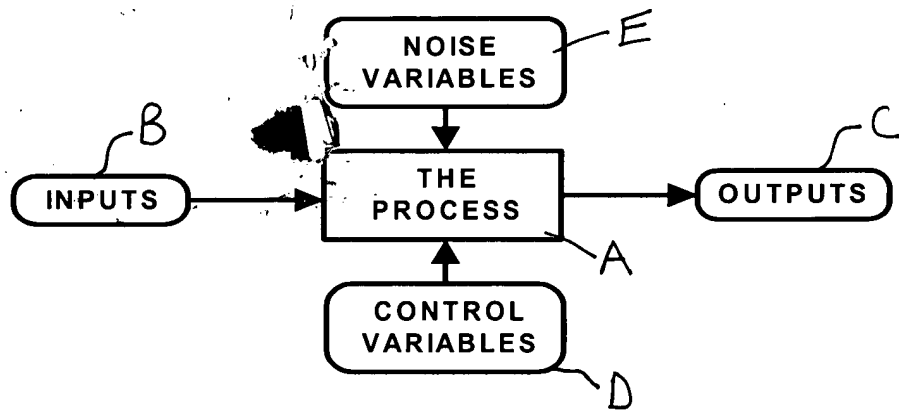 NOISE
VARIABLES
E
B
C
INPUTS
THE
PROCESS
OUTPUTS
A
CONTROL
VARIABLES
D